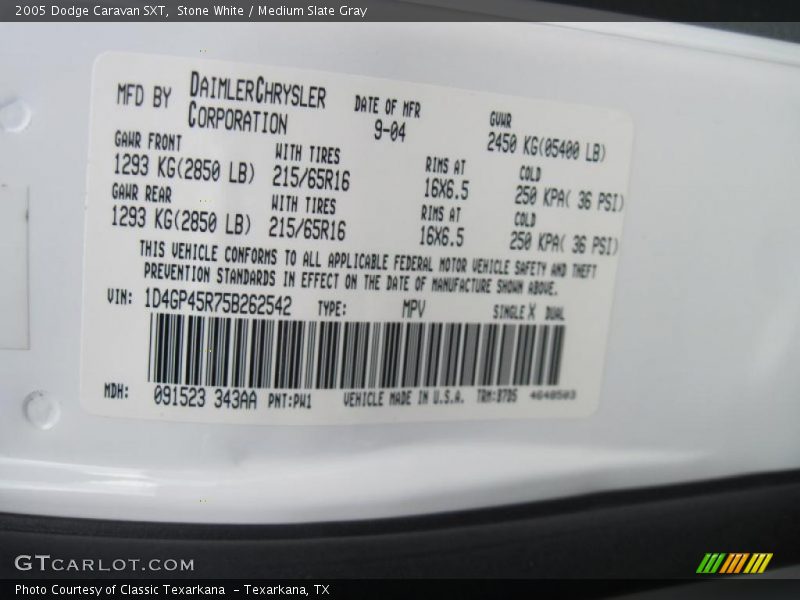 2005 Dodge Caravan SXT,  Stone White / Medium Slate Gray
MFD BY DAIMLERCHRYSLER CORPORATION
DATE OF MFR 9-04
GVWR 2450 KG(05400 LB)
GAWR FRONT WITH TIRES RIMS AT COLD
1293 KG(2850 LB) 215/65R16 16X6.5 250 KPA( 36 PSI)
GAWR REAR WITH TIRES RIMS AT COLD
1293 KG(2850 LB) 215/65R16 16X6.5 250 KPA( 36 PSI)
THIS VEHICLE CONFORMS TO ALL APPLICABLE FEDERAL MOTOR VEHICLE SAFETY AND THEFT
PREVENTION STANDARDS IN EFFECT ON THE DATE OF MANUFACTURE SHOWN ABOVE.
VIN: 1D4GP45R75B262542 TYPE: MPV SINGLE X DUAL
MDH: 091523 343AA PNT:PW1 VEHICLE MADE IN U.S.A. TRM:B7D5 4648503
GTCARLOT.COM
Photo Courtesy of Classic Texarkana  - Texarkana, TX